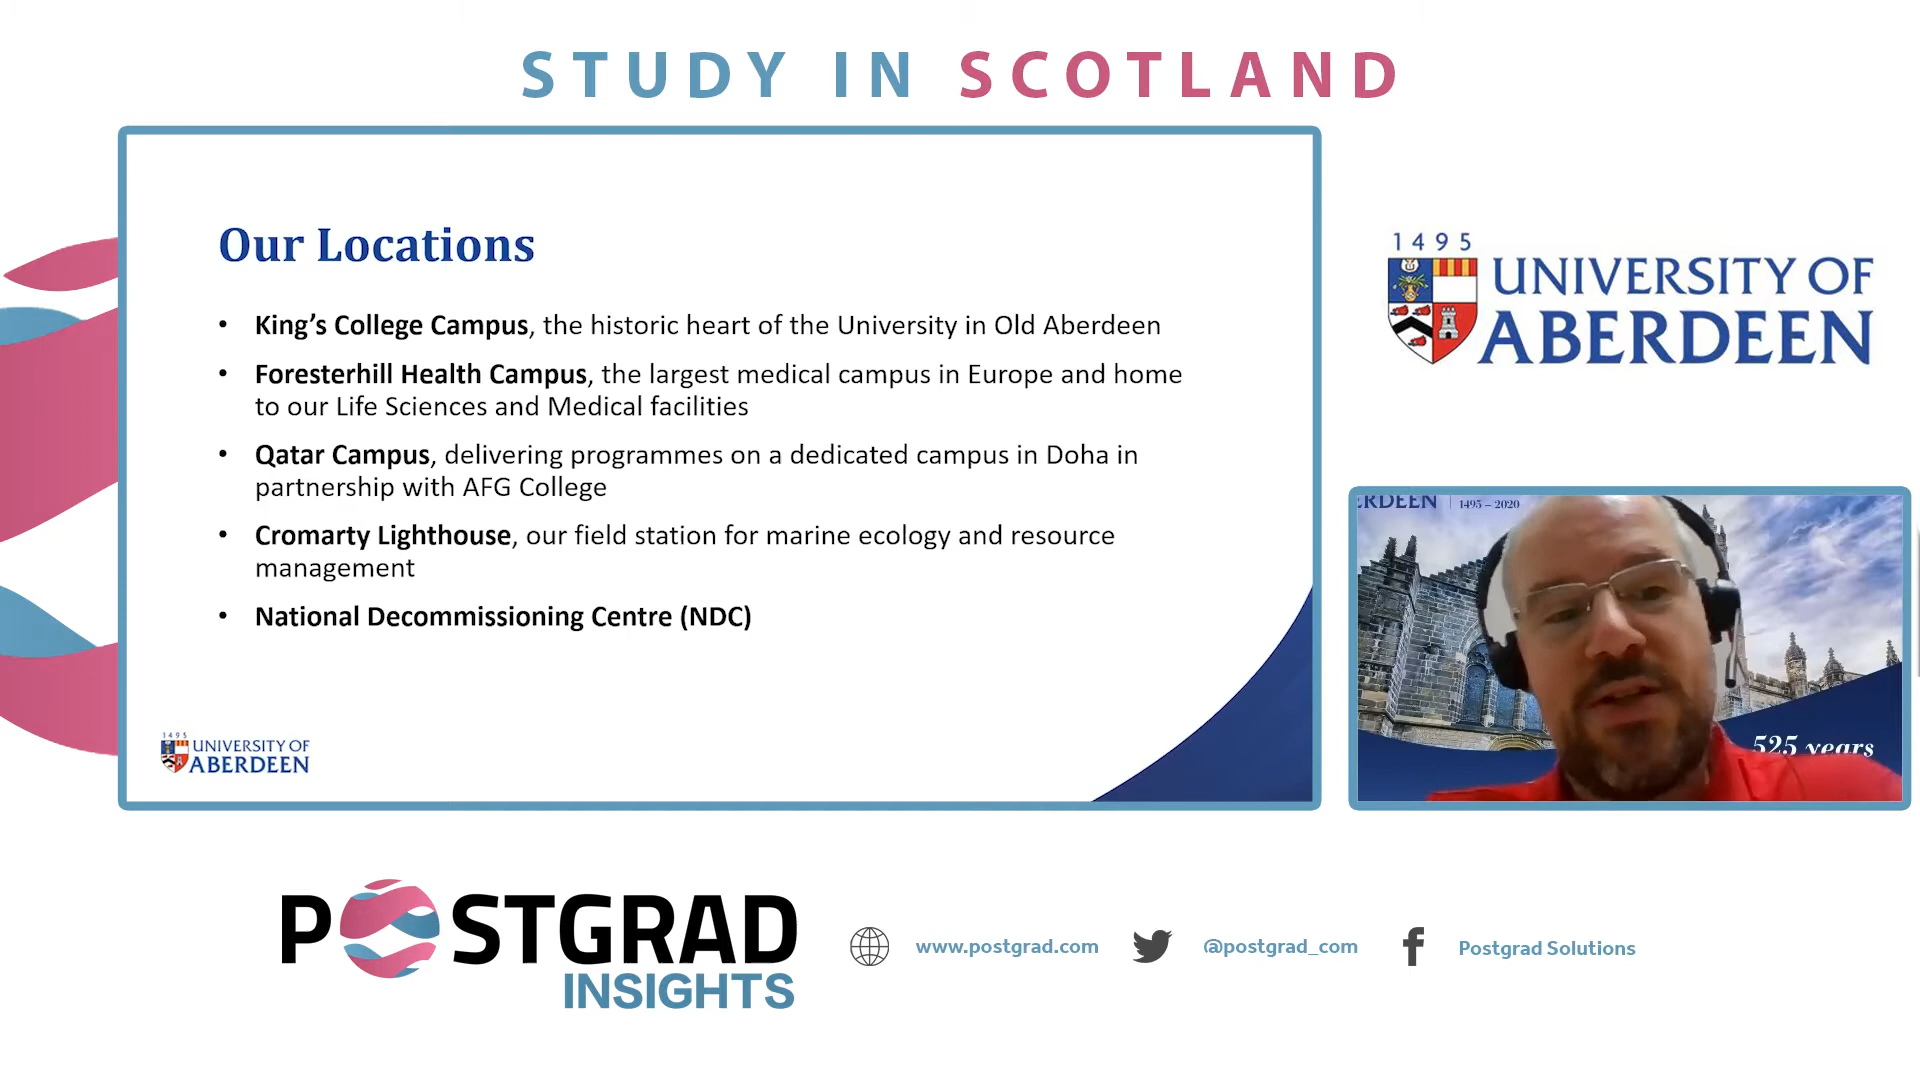 STUDY IN SCOTLAND
Our Locations
• King's College Campus, the historic heart of the University in Old Aberdeen
• Foresterhill Health Campus, the largest medical campus in Europe and home
to our Life Sciences and Medical facilities
• Qatar Campus, delivering programmes on a dedicated campus in Doha in
partnership with AFG College
• Cromarty Lighthouse, our field station for marine ecology and resource
management
• National Decommissioning Centre (NDC)
1495
UNIVERSITY OF
ABERDEEN
1495
UNIVERSITY OF
ABERDEEN
ERDEEN | 1495 – 2020
525 years
POSTGRAD
INSIGHTS
www.postgrad.com
@postgrad_com
Postgrad Solutions